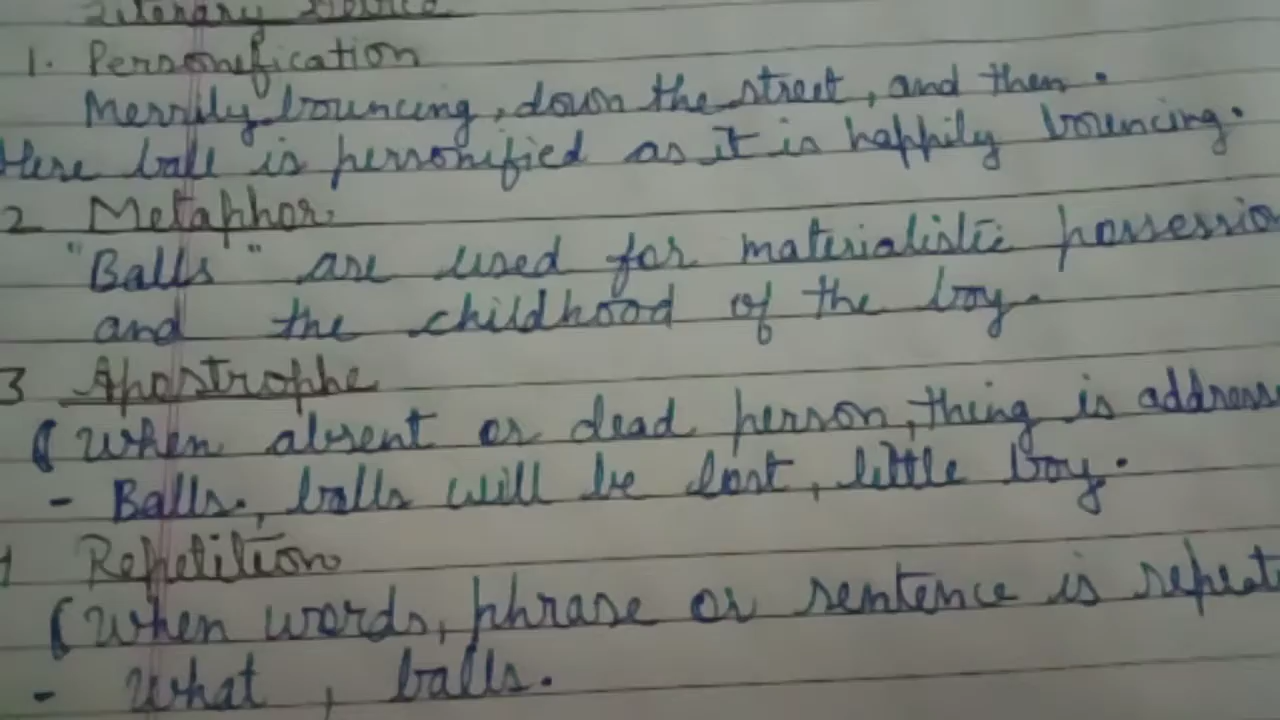 Literary Device
1. Personification
Merrily bouncing, down the street, and then.
Here ball is personified as it is happily bouncing.
2 Metaphor.
"Balls" are used for materialistic possessio
and the childhood of the boy.
3 Apostrophe
( When absent or dead person, thing is address
- Balls, balls will be lost, little boy.
Repetition
( When words, phrase or sentence is repeat
- What, balls.